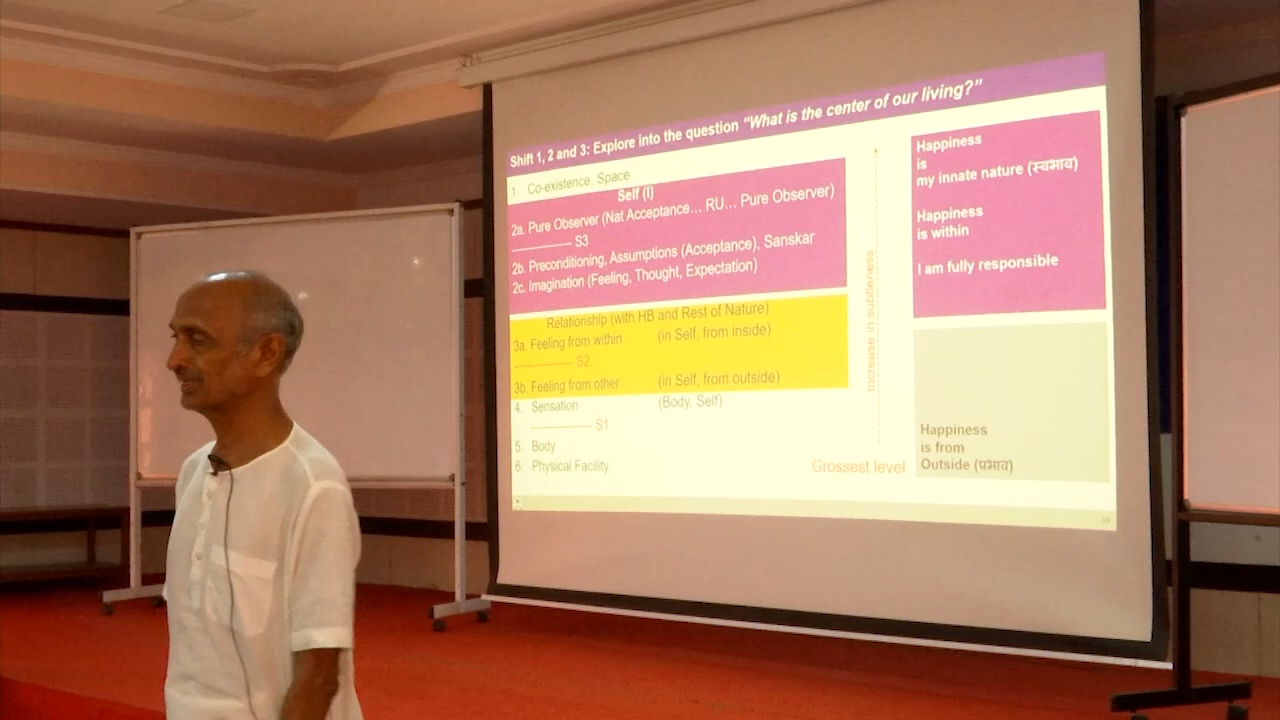 Shift 1, 2 and 3: Explore into the question "What is the center of our living?"
1. Co-existence, Space
Self (I)
2a. Pure Observer (Nat Acceptance... RU... Pure Observer)
---------------- S3
2b. Preconditioning, Assumptions (Acceptance), Sanskar
2c. Imagination (Feeling, Thought, Expectation)
Relationship (with HB and Rest of Nature)
3a. Feeling from within (in Self, from inside)
---------------- S2
3b. Feeling from other (in Self, from outside)
4. Sensation (Body, Self)
---------------- S1
5. Body
6. Physical Facility
Increase in subtleness
Grossest level
Happiness
is
my innate nature (स्वभाव)
Happiness
is within
I am fully responsible
Happiness
is from
Outside (प्रभाव)